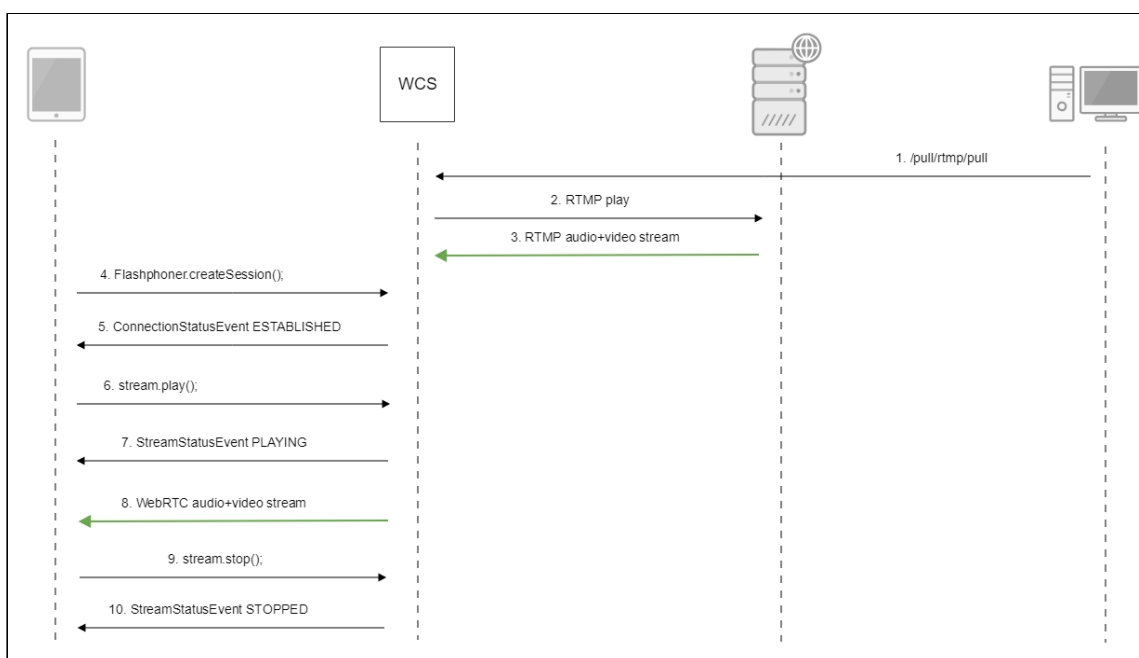 WCS
1. /pull/rtmp/pull
2. RTMP play
3. RTMP audio+video stream
4. Flashphoner.createSession();
5. ConnectionStatusEvent ESTABLISHED
6. stream.play();
7. StreamStatusEvent PLAYING
8. WebRTC audio+video stream
9. stream.stop();
10. StreamStatusEvent STOPPED